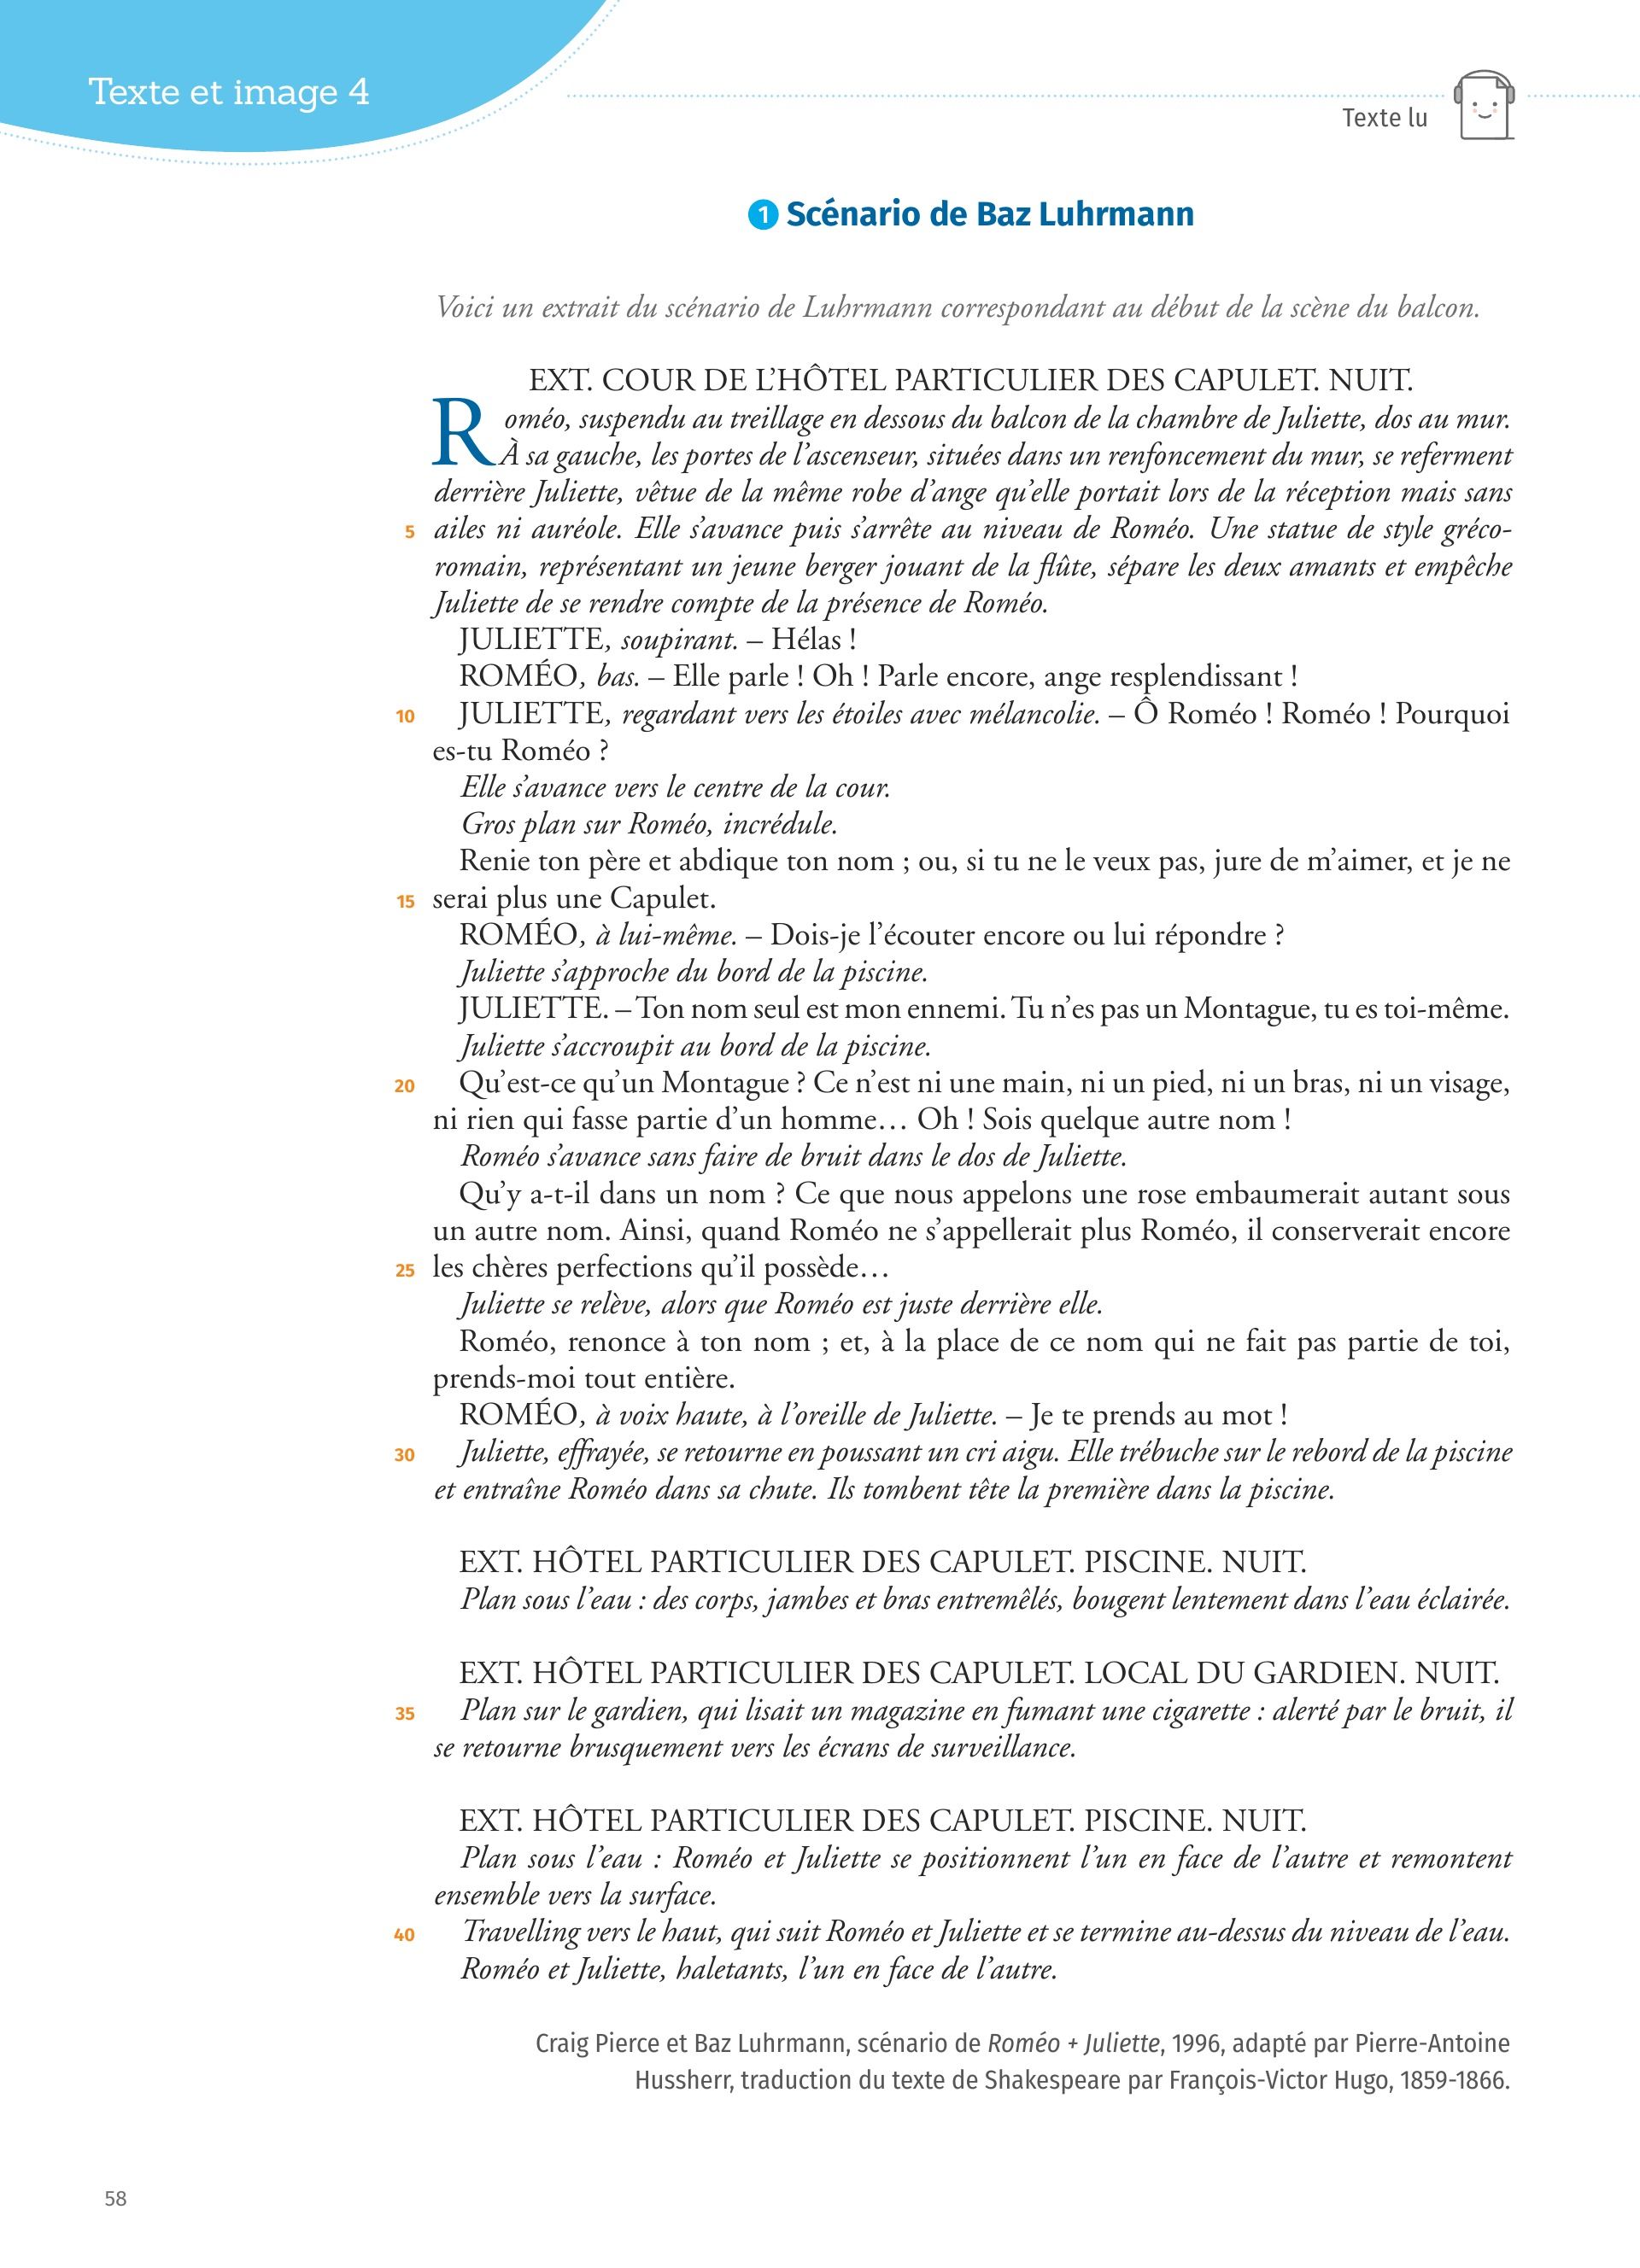 Texte et image 4
Texte lu
1 Scénario de Baz Luhrmann
Voici un extrait du scénario de Luhrmann correspondant au début de la scène du balcon.
EXT. COUR DE L'HÔTEL PARTICULIER DES CAPULET. NUIT.
Roméo, suspendu au treillage en dessous du balcon de la chambre de Juliette, dos au mur.
À sa gauche, les portes de l'ascenseur, situées dans un renfoncement du mur, se referment
derrière Juliette, vêtue de la même robe d'ange qu'elle portait lors de la réception mais sans
5 ailes ni auréole. Elle s'avance puis s'arrête au niveau de Roméo. Une statue de style gréco-
romain, représentant un jeune berger jouant de la flûte, sépare les deux amants et empêche
Juliette de se rendre compte de la présence de Roméo.
JULIETTE, soupirant. – Hélas !
ROMÉO, bas. – Elle parle ! Oh ! Parle encore, ange resplendissant !
10 JULIETTE, regardant vers les étoiles avec mélancolie. – Ô Roméo ! Roméo ! Pourquoi
es-tu Roméo ?
Elle s'avance vers le centre de la cour.
Gros plan sur Roméo, incrédule.
Renie ton père et abdique ton nom ; ou, si tu ne le veux pas, jure de m'aimer, et je ne
15 serai plus une Capulet.
ROMÉO, à lui-même. – Dois-je l'écouter encore ou lui répondre ?
Juliette s'approche du bord de la piscine.
JULIETTE. – Ton nom seul est mon ennemi. Tu n'es pas un Montague, tu es toi-même.
Juliette s'accroupit au bord de la piscine.
20 Qu'est-ce qu'un Montague ? Ce n'est ni une main, ni un pied, ni un bras, ni un visage,
ni rien qui fasse partie d'un homme… Oh ! Sois quelque autre nom !
Roméo s'avance sans faire de bruit dans le dos de Juliette.
Qu'y a-t-il dans un nom ? Ce que nous appelons une rose embaumerait autant sous
un autre nom. Ainsi, quand Roméo ne s'appellerait plus Roméo, il conserverait encore
25 les chères perfections qu'il possède…
Juliette se relève, alors que Roméo est juste derrière elle.
Roméo, renonce à ton nom ; et, à la place de ce nom qui ne fait pas partie de toi,
prends-moi tout entière.
ROMÉO, à voix haute, à l'oreille de Juliette. – Je te prends au mot !
30 Juliette, effrayée, se retourne en poussant un cri aigu. Elle trébuche sur le rebord de la piscine
et entraîne Roméo dans sa chute. Ils tombent tête la première dans la piscine.
EXT. HÔTEL PARTICULIER DES CAPULET. PISCINE. NUIT.
Plan sous l'eau : des corps, jambes et bras entremêlés, bougent lentement dans l'eau éclairée.
EXT. HÔTEL PARTICULIER DES CAPULET. LOCAL DU GARDIEN. NUIT.
35 Plan sur le gardien, qui lisait un magazine en fumant une cigarette : alerté par le bruit, il
se retourne brusquement vers les écrans de surveillance.
EXT. HÔTEL PARTICULIER DES CAPULET. PISCINE. NUIT.
Plan sous l'eau : Roméo et Juliette se positionnent l'un en face de l'autre et remontent
ensemble vers la surface.
40 Travelling vers le haut, qui suit Roméo et Juliette et se termine au-dessus du niveau de l'eau.
Roméo et Juliette, haletants, l'un en face de l'autre.
Craig Pierce et Baz Luhrmann, scénario de Roméo + Juliette, 1996, adapté par Pierre-Antoine
Hussherr, traduction du texte de Shakespeare par François-Victor Hugo, 1859-1866.
58